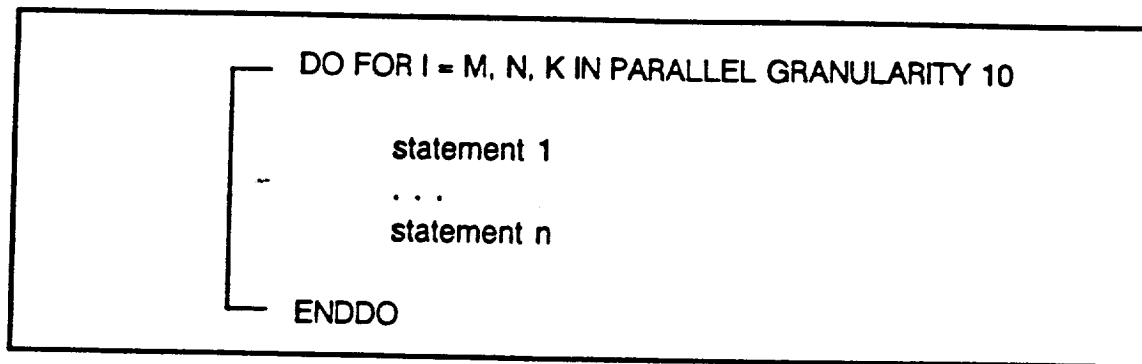 DO FOR I = M, N, K IN PARALLEL GRANULARITY 10
statement 1
. . .
statement n
ENDDO